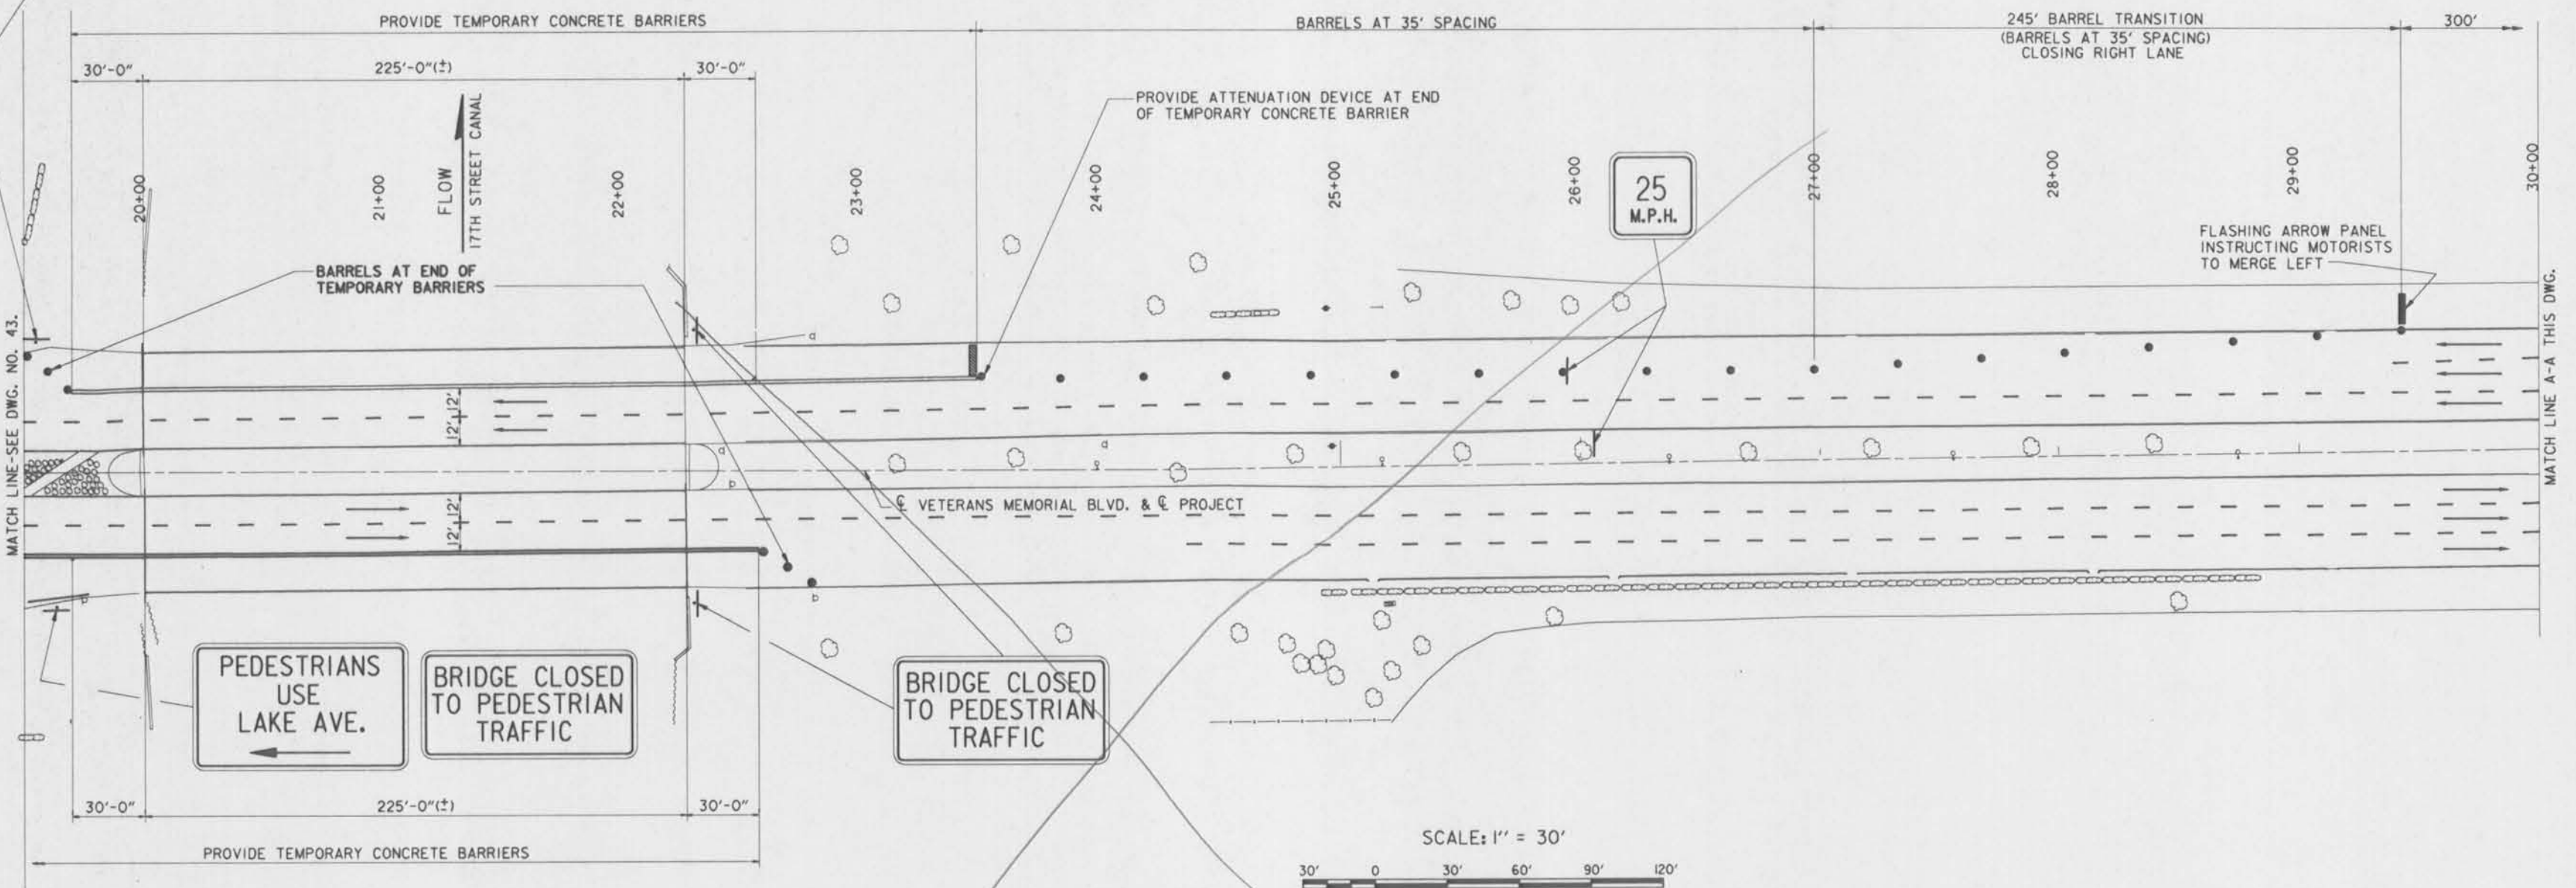 PROVIDE TEMPORARY CONCRETE BARRIERS
BARRELS AT 35' SPACING
245' BARREL TRANSITION
(BARRELS AT 35' SPACING)
CLOSING RIGHT LANE
300'
30'-0"
225'-0"(±)
30'-0"
PROVIDE ATTENUATION DEVICE AT END
OF TEMPORARY CONCRETE BARRIER
FLOW
17TH STREET CANAL
20+00
21+00
22+00
23+00
24+00
25+00
26+00
27+00
28+00
29+00
30+00
25
M.P.H.
FLASHING ARROW PANEL
INSTRUCTING MOTORISTS
TO MERGE LEFT
BARRELS AT END OF
TEMPORARY BARRIERS
MATCH LINE-SEE DWG. NO. 43.
MATCH LINE A-A THIS DWG.
12'
12'
12'
12'
℄ VETERANS MEMORIAL BLVD. & ℄ PROJECT
PEDESTRIANS
USE
LAKE AVE.
BRIDGE CLOSED
TO PEDESTRIAN
TRAFFIC
BRIDGE CLOSED
TO PEDESTRIAN
TRAFFIC
30'-0"
225'-0"(±)
30'-0"
PROVIDE TEMPORARY CONCRETE BARRIERS
SCALE: 1" = 30'
30'
0
30'
60'
90'
120'